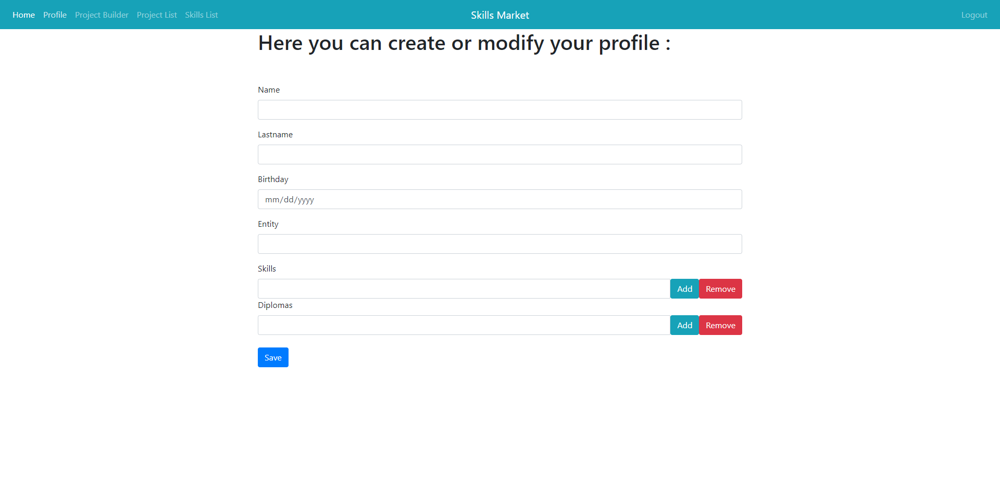 Home Profile Project Builder Project List Skills List Skills Market Logout
Here you can create or modify your profile :
Name
Lastname
Birthday
mm/dd/yyyy
Entity
Skills
Add Remove
Diplomas
Add Remove
Save